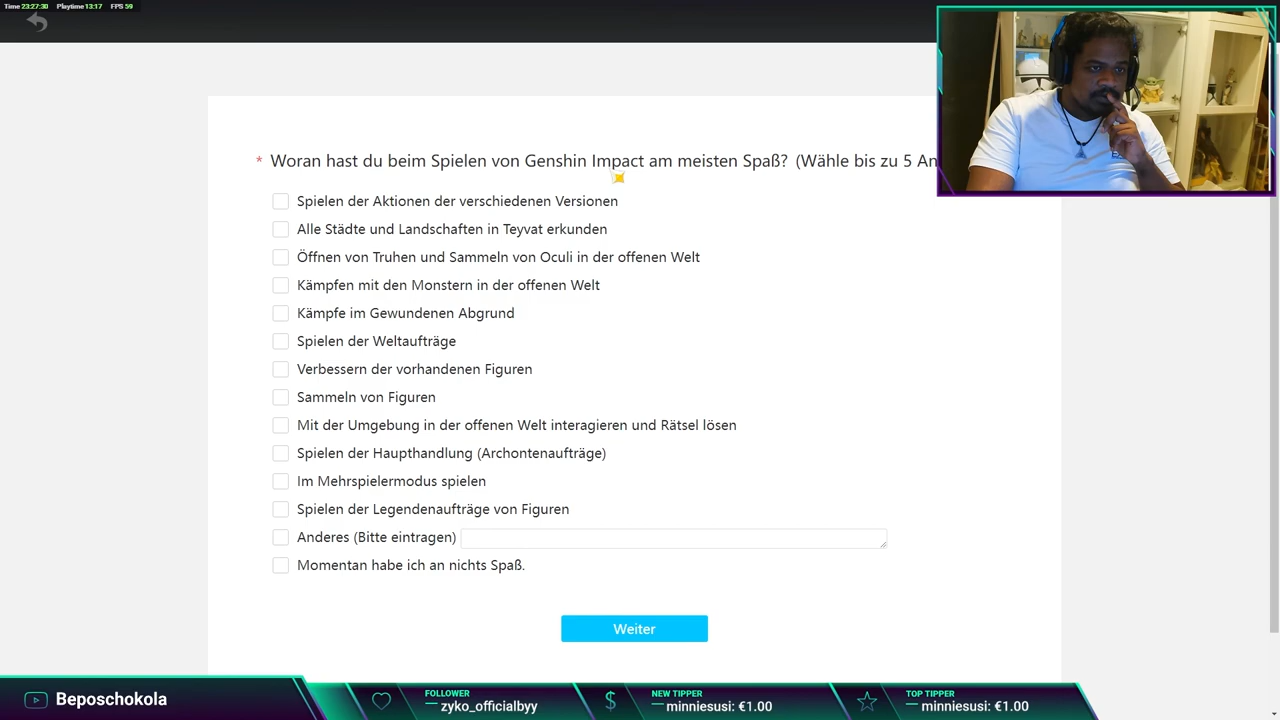 Time 23:27:30 Playtime 13:17 FPS 59
* Woran hast du beim Spielen von Genshin Impact am meisten Spaß? (Wähle bis zu 5 An
Spielen der Aktionen der verschiedenen Versionen
Alle Städte und Landschaften in Teyvat erkunden
Öffnen von Truhen und Sammeln von Oculi in der offenen Welt
Kämpfen mit den Monstern in der offenen Welt
Kämpfe im Gewundenen Abgrund
Spielen der Weltaufträge
Verbessern der vorhandenen Figuren
Sammeln von Figuren
Mit der Umgebung in der offenen Welt interagieren und Rätsel lösen
Spielen der Haupthandlung (Archontenaufträge)
Im Mehrspielermodus spielen
Spielen der Legendenaufträge von Figuren
Anderes (Bitte eintragen)
Momentan habe ich an nichts Spaß.
Weiter
Beposchokola
FOLLOWER
zyko_officialbyy
$
NEW TIPPER
minniesusi: €1.00
TOP TIPPER
minniesusi: €1.00